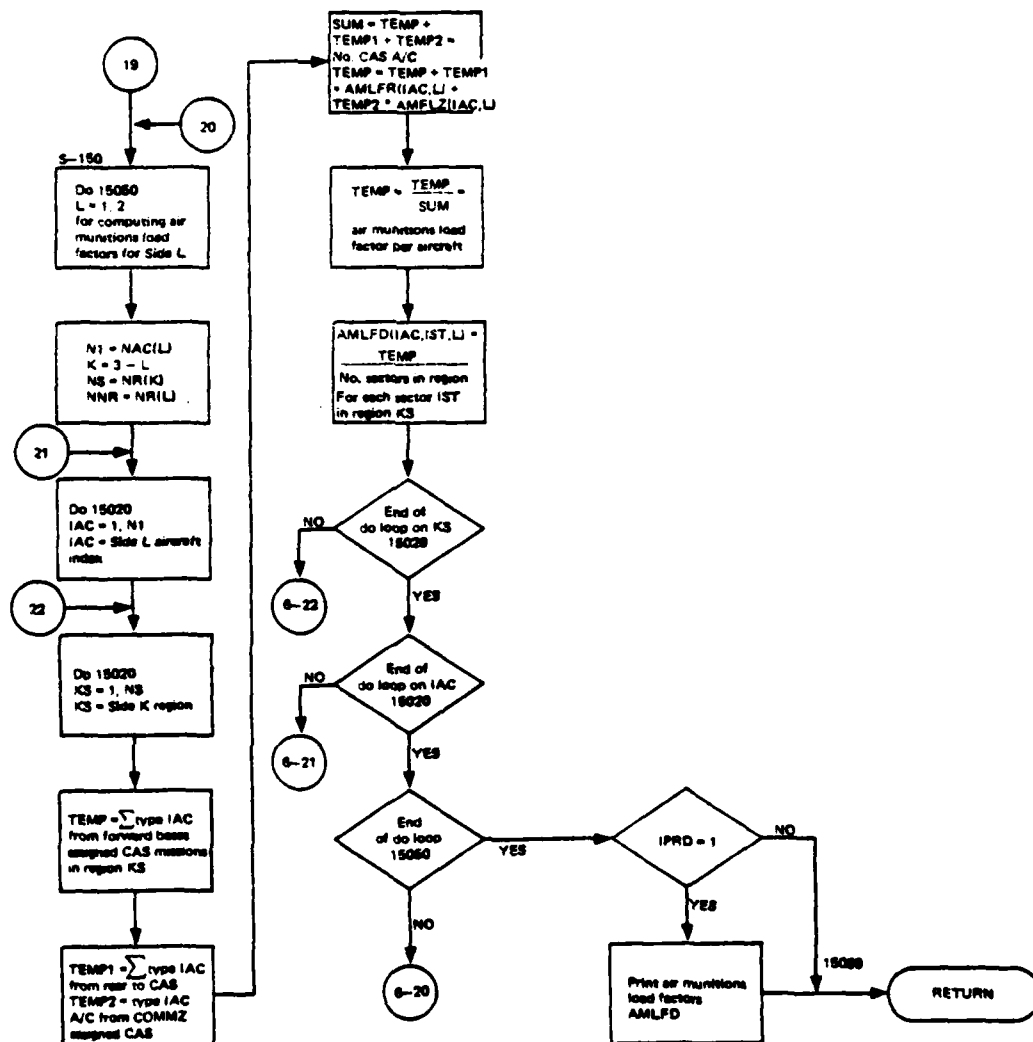 19
20
S-150
Do 15060
L = 1, 2
for computing air
munitions load
factors for Side L
N1 = NAC(L)
K = 3 - L
NS = NR(K)
NNR = NR(L)
21
Do 15020
IAC = 1, N1
IAC = Side L aircraft
index
22
Do 15020
KS = 1, NS
KS = Side K region
TEMP = ∑ type IAC
from forward bases
assigned CAS missions
in region KS
TEMP1 = ∑ type IAC
from rear to CAS
TEMP2 = type IAC
A/C from COMMZ
assigned CAS
SUM = TEMP +
TEMP1 + TEMP2 =
No. CAS A/C
TEMP = TEMP + TEMP1
* AMLFR(IAC,L) +
TEMP2 * AMFLZ(IAC,L)
TEMP = TEMP =
SUM
air munitions load
factor per aircraft
AMLFD(IAC,IST,L) =
TEMP
No. sectors in region
For each sector IST
in region KS
End of
do loop on KS
15020
NO
6-22
YES
End of
do loop on IAC
15020
NO
6-21
YES
End
of do loop
15060
YES
NO
6-20
IPRD = 1
NO
YES
Print air munitions
load factors
AMLFD
RETURN